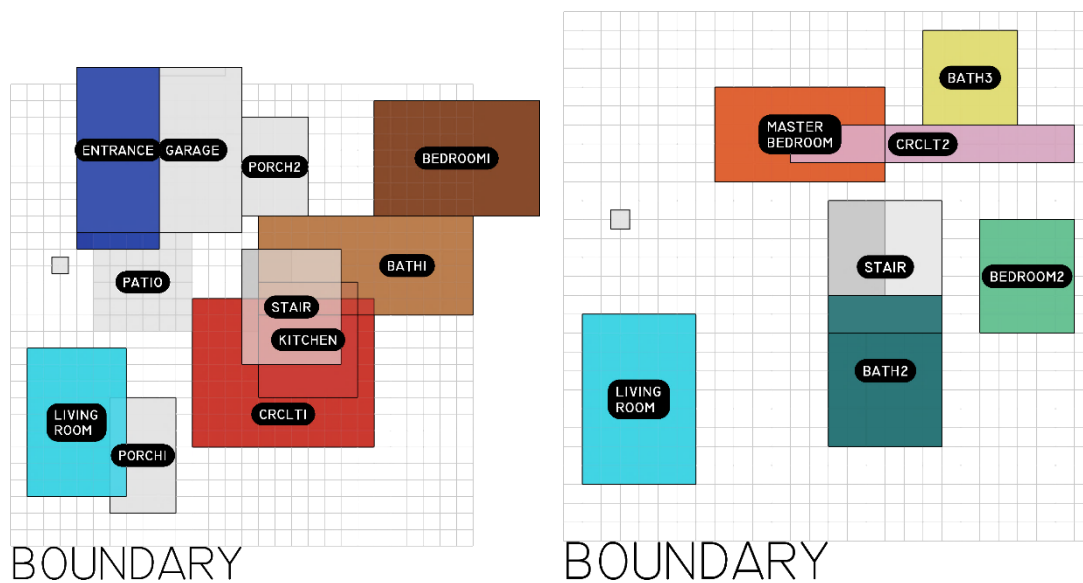 ENTRANCE
GARAGE
PORCH2
BEDROOM1
PATIO
BATH1
STAIR
KITCHEN
CRCLT1
LIVING
ROOM
PORCH1
BOUNDARY
BATH3
MASTER
BEDROOM
CRCLT2
STAIR
BEDROOM2
BATH2
LIVING
ROOM
BOUNDARY